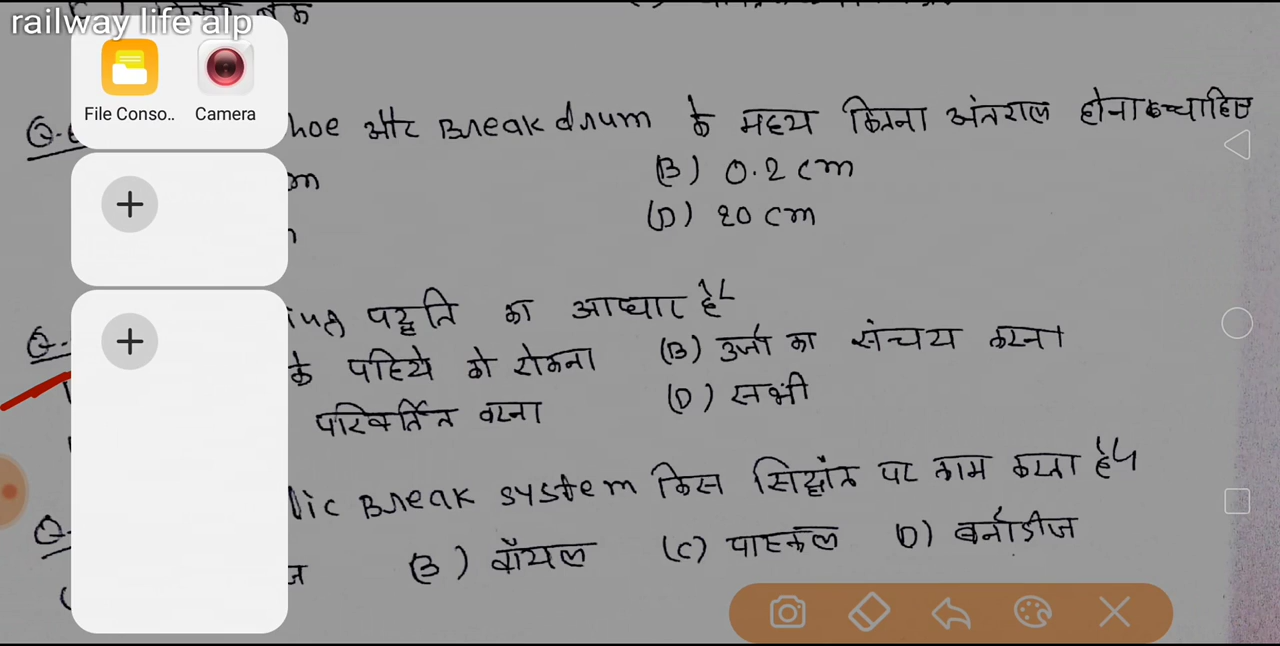 railway life alp
File Conso..
Camera
hoe और Break drum के मध्य कितना अंतराल होना चाहिए
(B) 0.2 cm
(D) 20 cm
पद्धति का आधार है
के पहिये को रोकना (B) उर्जा का संचय करना
परिवर्तित करना (D) सभी
lic Break system किस सिद्धांत पर काम करता है
(B) बॉयल (C) पास्कल D) बर्नाडीज